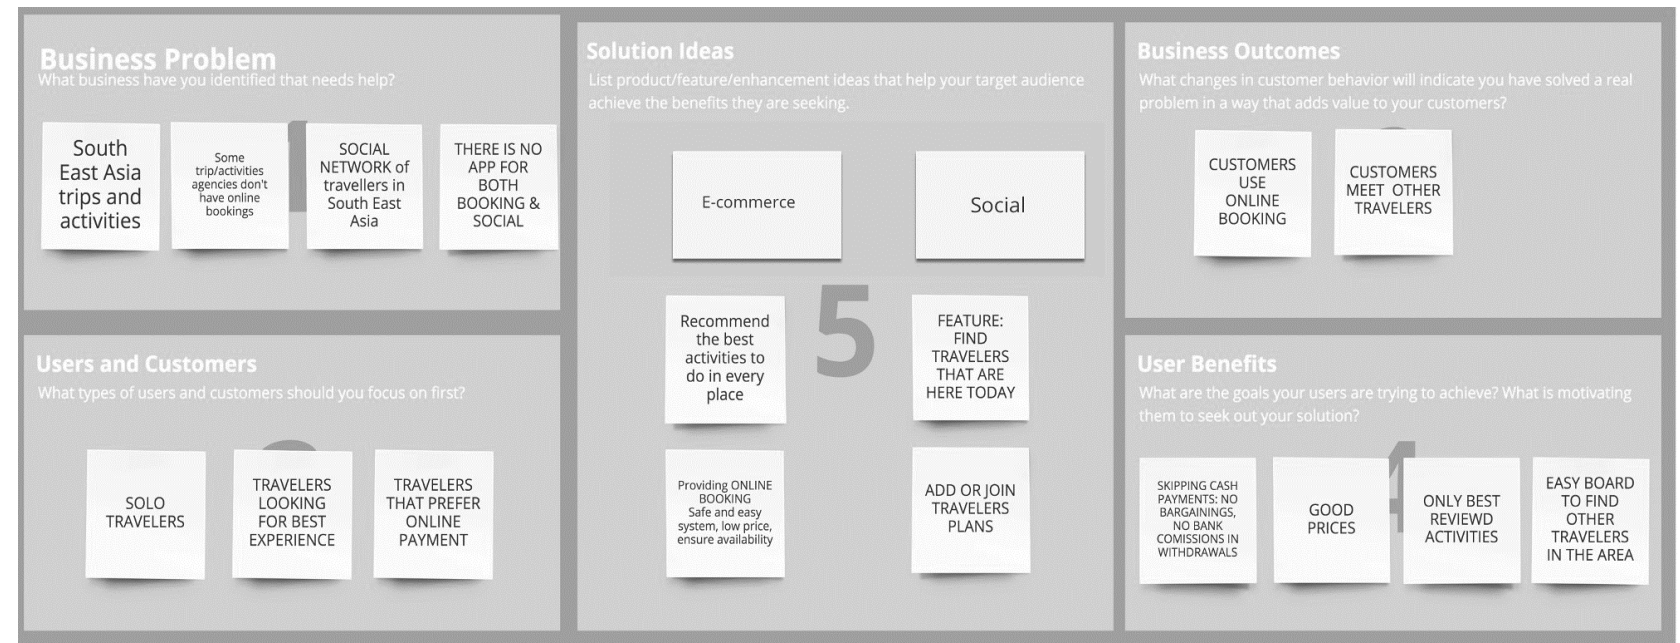 Business Problem
What business have you identified that needs help?
South
East Asia
trips and
activities
Some
trip/activities
agencies don't
have online
bookings
SOCIAL
NETWORK of
travellers in
South East
Asia
THERE IS NO
APP FOR
BOTH
BOOKING &
SOCIAL
Users and Customers
What types of users and customers should you focus on first?
SOLO
TRAVELERS
TRAVELERS
LOOKING
FOR BEST
EXPERIENCE
TRAVELERS
THAT PREFER
ONLINE
PAYMENT
Solution Ideas
List product/feature/enhancement ideas that help your target audience
achieve the benefits they are seeking.
E-commerce
Social
5
Recommend
the best
activities to
do in every
place
FEATURE:
FIND
TRAVELERS
THAT ARE
HERE TODAY
Providing ONLINE
BOOKING
Safe and easy
system, low price,
ensure availability
ADD OR JOIN
TRAVELERS
PLANS
Business Outcomes
What changes in customer behavior will indicate you have solved a real
problem in a way that adds value to your customers?
CUSTOMERS
USE
ONLINE
BOOKING
CUSTOMERS
MEET OTHER
TRAVELERS
User Benefits
What are the goals your users are trying to achieve? What is motivating
them to seek out your solution?
4
SKIPPING CASH
PAYMENTS: NO
BARGAININGS,
NO BANK
COMISSIONS IN
WITHDRAWALS
GOOD
PRICES
ONLY BEST
REVIEWD
ACTIVITIES
EASY BOARD
TO FIND
OTHER
TRAVELERS
IN THE AREA